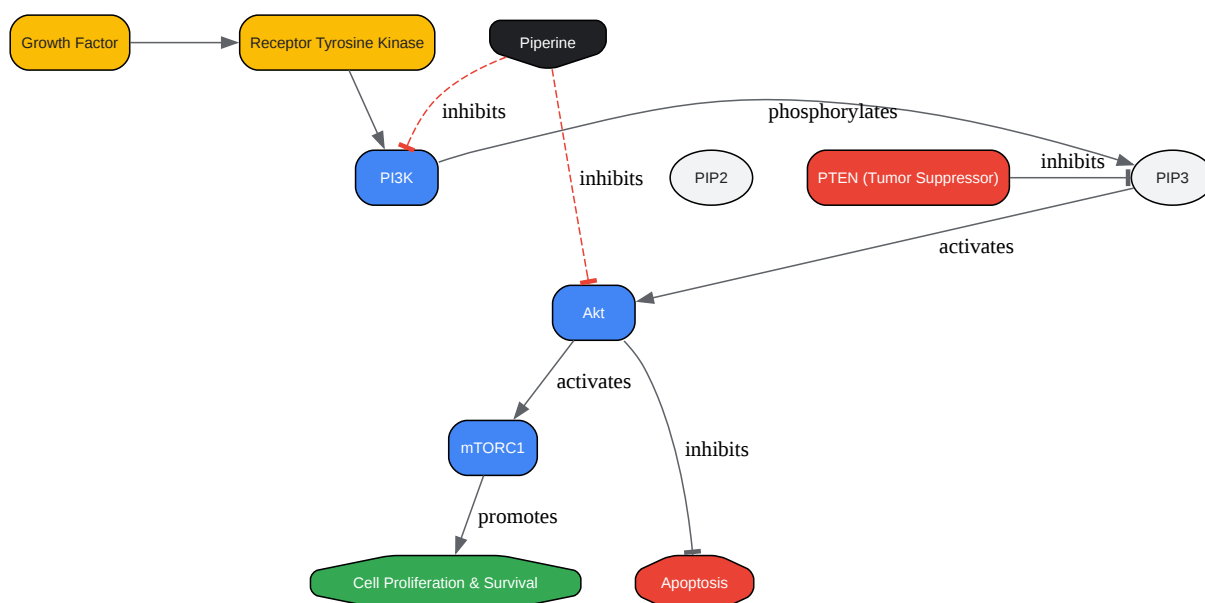 Growth Factor
Receptor Tyrosine Kinase
Piperine
inhibits
phosphorylates
PI3K
inhibits
PIP2
PTEN (Tumor Suppressor)
inhibits
PIP3
activates
Akt
activates
mTORC1
inhibits
promotes
Cell Proliferation & Survival
Apoptosis